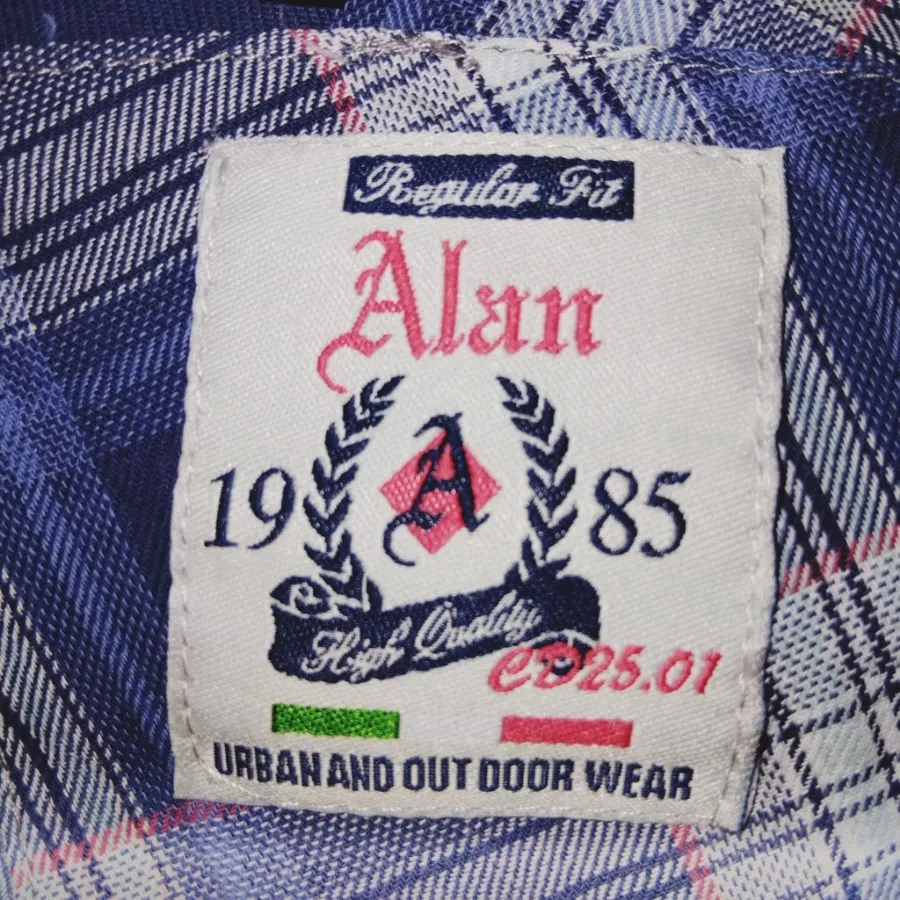 Regular Fit
Alan
A
19 85
High Quality
CD25.01
URBAN AND OUT DOOR WEAR